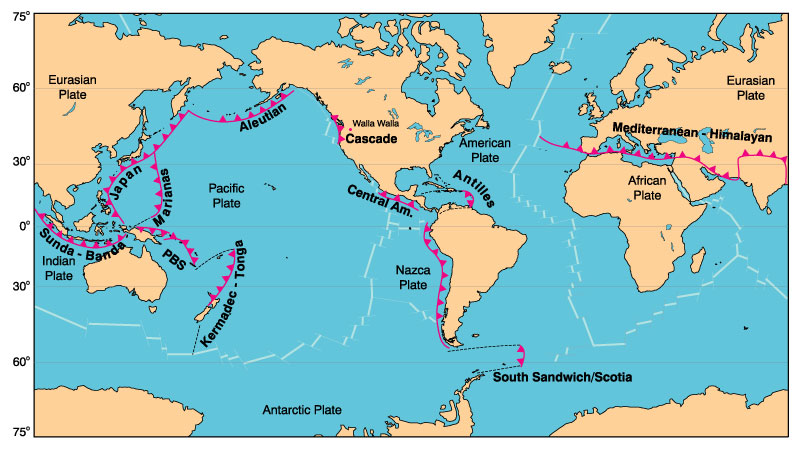 75°
60°
30°
0°
30°
60°
75°
Eurasian
Plate
Aleutian
Walla Walla
Cascade
American
Plate
Eurasian
Plate
Mediterranean - Himalayan
Japan
Marianas
Pacific
Plate
Central Am.
Antilles
African
Plate
Sunda - Banda
Indian
Plate
PBS
Kermadec - Tonga
Nazca
Plate
South Sandwich/Scotia
Antarctic Plate